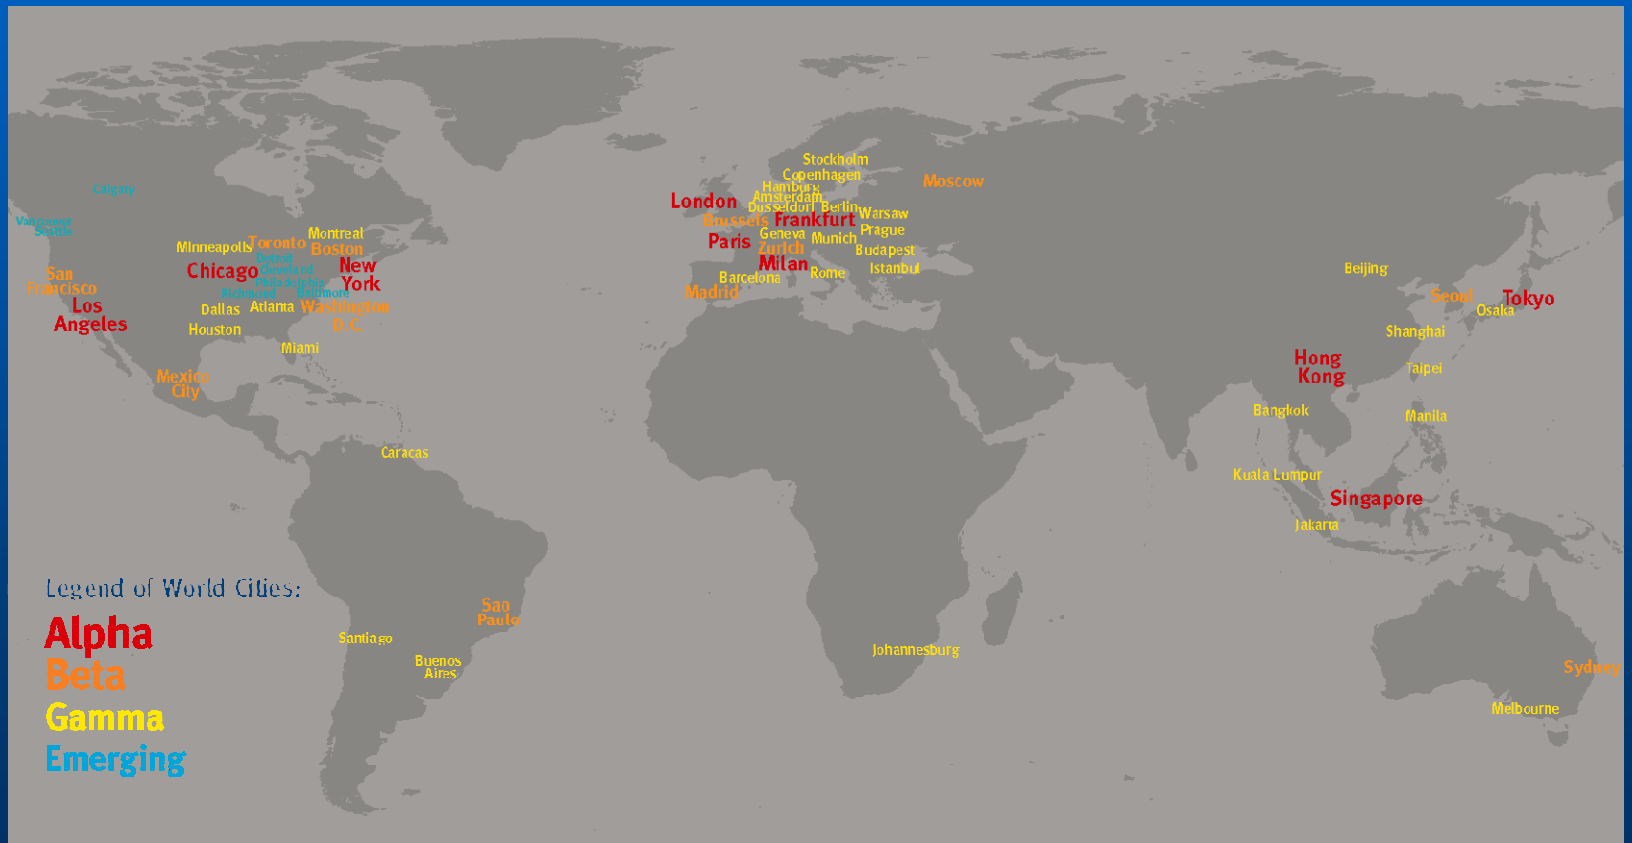 Stockholm
Copenhagen
Hamburg
Amsterdam
Dusseldorf Berlin
Moscow
London
Brussels
Frankfurt
Warsaw
Paris
Geneva
Munich
Prague
Zurich
Budapest
Milan
Rome
Istanbul
Barcelona
Madrid
Calgary
Vancouver
Seattle
Minneapolis
Toronto
Montreal
Boston
Detroit
Chicago
Cleveland
New
York
Philadelphia
Richmond
Baltimore
San
Francisco
Los
Angeles
Dallas
Atlanta
Washington
D.C.
Houston
Miami
Mexico
City
Caracas
Beijing
Seoul
Tokyo
Osaka
Shanghai
Hong
Kong
Taipei
Bangkok
Manila
Kuala Lumpur
Singapore
Jakarta
Sao
Paulo
Santiago
Buenos
Aires
Johannesburg
Sydney
Melbourne
Legend of World Cities:
Alpha
Beta
Gamma
Emerging